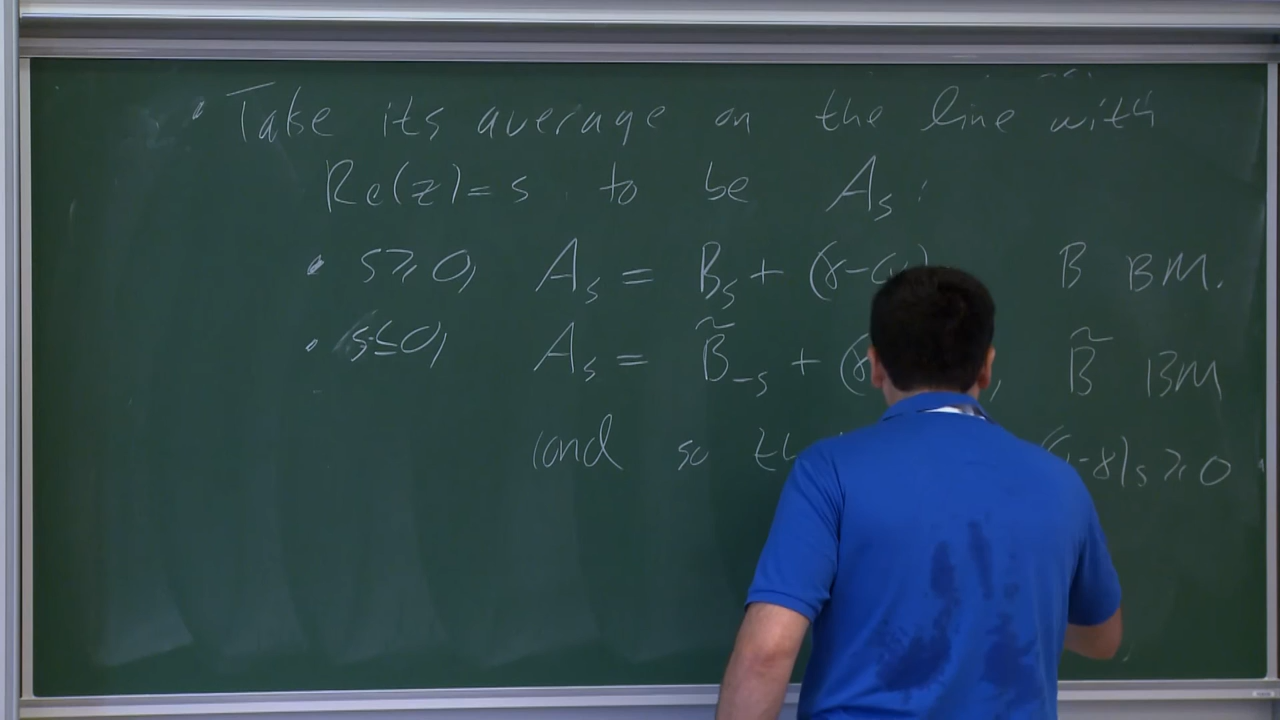 • Take its average on the line with
Re(z)=s to be A_s:
• s≥0, A_s = B_s + (γ-α) B BM.
• s≤0, A_s = B̃_{-s} + (γ , B̃ BM
(and so th -γ)s≥0